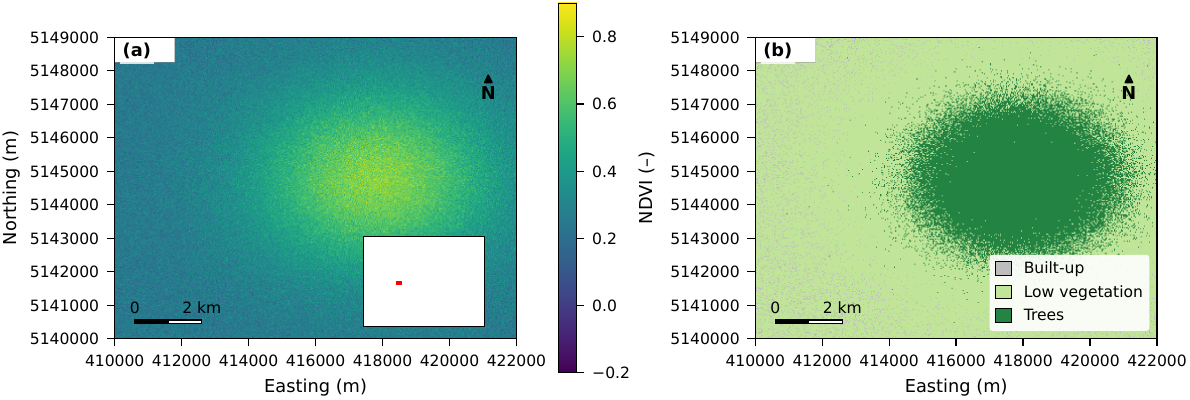 (a)
N
Northing (m)
5149000
5148000
5147000
5146000
5145000
5144000
5143000
5142000
5141000
5140000
0 2 km
410000 412000 414000 416000 418000 420000 422000
Easting (m)
0.8
0.6
0.4
0.2
0.0
−0.2
NDVI (–)
(b)
N
5149000
5148000
5147000
5146000
5145000
5144000
5143000
5142000
5141000
5140000
0 2 km
Built-up
Low vegetation
Trees
410000 412000 414000 416000 418000 420000 422000
Easting (m)